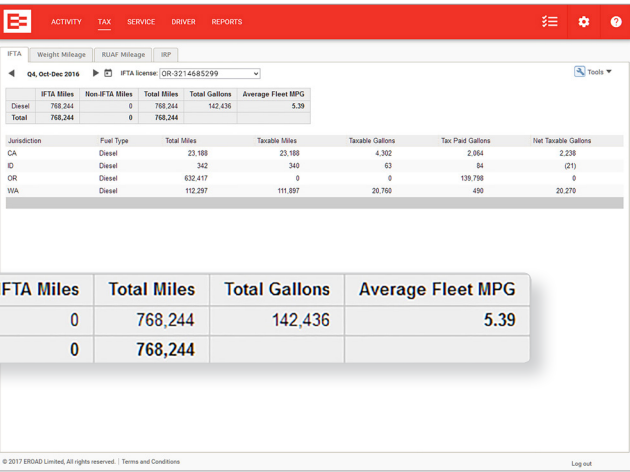 ACTIVITY TAX SERVICE DRIVER REPORTS
IFTA Weight Mileage RUAF Mileage IRP
Q4, Oct-Dec 2016 IFTA license: OR-3214685299 Tools
IFTA Miles Non-IFTA Miles Total Miles Total Gallons Average Fleet MPG
Diesel 768,244 0 768,244 142,436 5.39
Total 768,244 0 768,244
Jurisdiction Fuel Type Total Miles Taxable Miles Taxable Gallons Tax Paid Gallons Net Taxable Gallons
CA Diesel 23,188 23,188 4,302 2,064 2,238
ID Diesel 342 340 63 84 (21)
OR Diesel 632,417 0 0 139,798 0
WA Diesel 112,297 111,897 20,760 490 20,270
IFTA Miles Total Miles Total Gallons Average Fleet MPG
0 768,244 142,436 5.39
0 768,244
© 2017 EROAD Limited, All rights reserved. | Terms and Conditions Log out